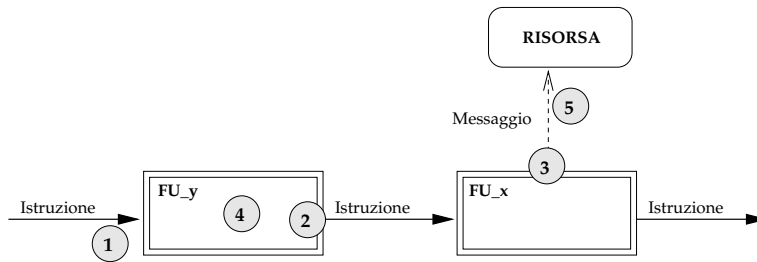 RISORSA
5
Messaggio
3
FU_y
FU_x
Istruzione
4
2
Istruzione
Istruzione
1